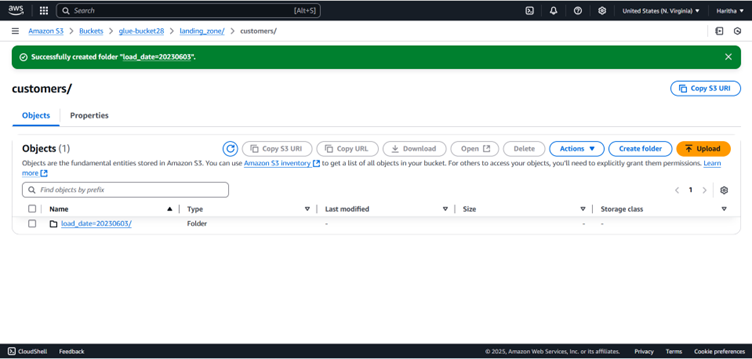 aws Search [Alt+S] United States (N. Virginia) Haritha
Amazon S3 Buckets glue-bucket28 landing_zone/ customers/
Successfully created folder "load_date=20230603".
customers/
Copy S3 URI
Objects Properties
Objects (1) Copy S3 URI Copy URL Download Open Delete Actions Create folder Upload
Objects are the fundamental entities stored in Amazon S3. You can use Amazon S3 inventory to get a list of all objects in your bucket. For others to access your objects, you'll need to explicitly grant them permissions. Learn
more
Find objects by prefix 1
Name Type Last modified Size Storage class
load_date=20230603/ Folder - - -
CloudShell Feedback © 2025, Amazon Web Services, Inc. or its affiliates. Privacy Terms Cookie preferences